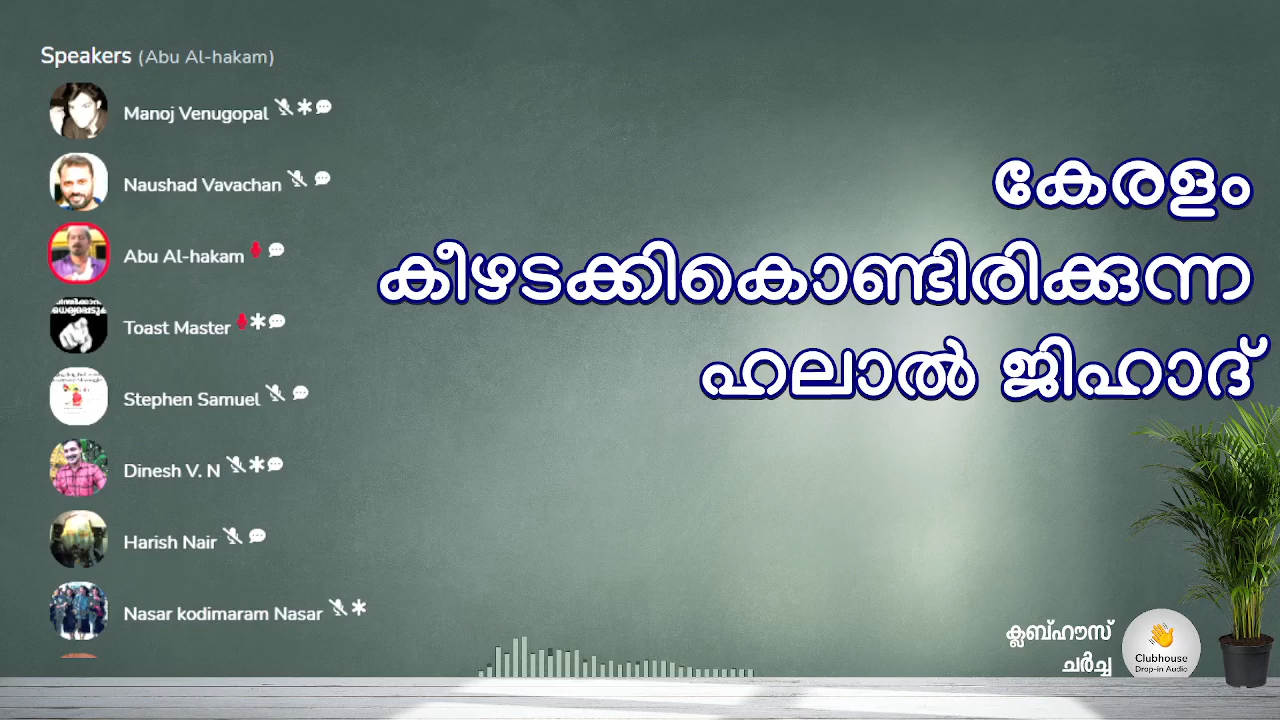 Speakers (Abu Al-hakam)
Manoj Venugopal
Naushad Vavachan
Abu Al-hakam
Toast Master
Stephen Samuel
Dinesh V. N
Harish Nair
Nasar kodimaram Nasar
കേരളം
കീഴടക്കികൊണ്ടിരിക്കുന്ന
ഹലാൽ ജിഹാദ്
ക്ലബ്ഹൗസ്
ചർച്ച
Clubhouse
Drop-in Audio